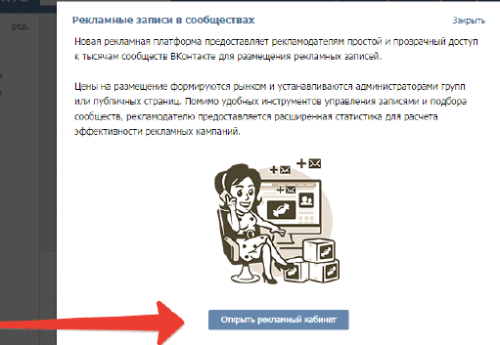 Рекламные записи в сообществах
Закрыть
Новая рекламная платформа предоставляет рекламодателям простой и прозрачный доступ
к тысячам сообществ ВКонтакте для размещения рекламных записей.
Цены на размещение формируются рынком и устанавливаются администраторами групп
или публичных страниц. Помимо удобных инструментов управления записями и подбора
сообществ, рекламодателю предоставляется расширенная статистика для расчета
эффективности рекламных кампаний.
Открыть рекламный кабинет